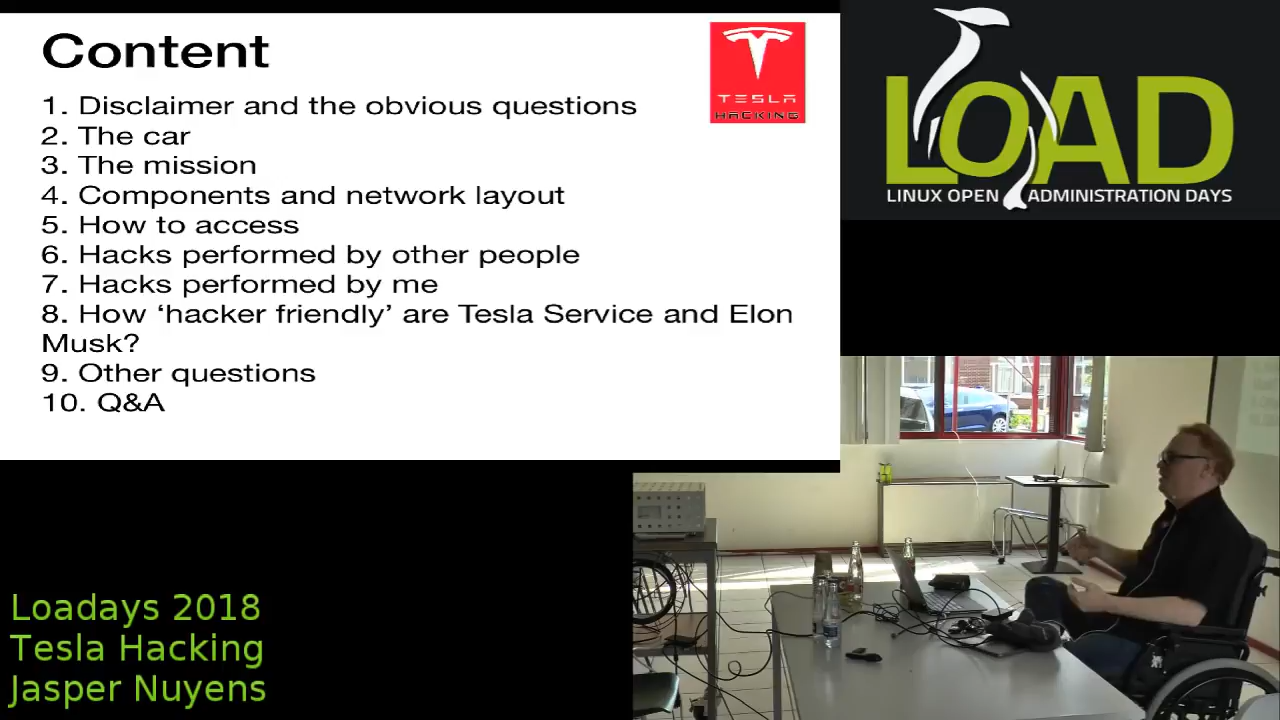 Content
1. Disclaimer and the obvious questions
2. The car
3. The mission
4. Components and network layout
5. How to access
6. Hacks performed by other people
7. Hacks performed by me
8. How ‘hacker friendly’ are Tesla Service and Elon
Musk?
9. Other questions
10. Q&A
TESLA
HACKING
LOAD
LINUX OPEN ADMINISTRATION DAYS
Loadays 2018
Tesla Hacking
Jasper Nuyens